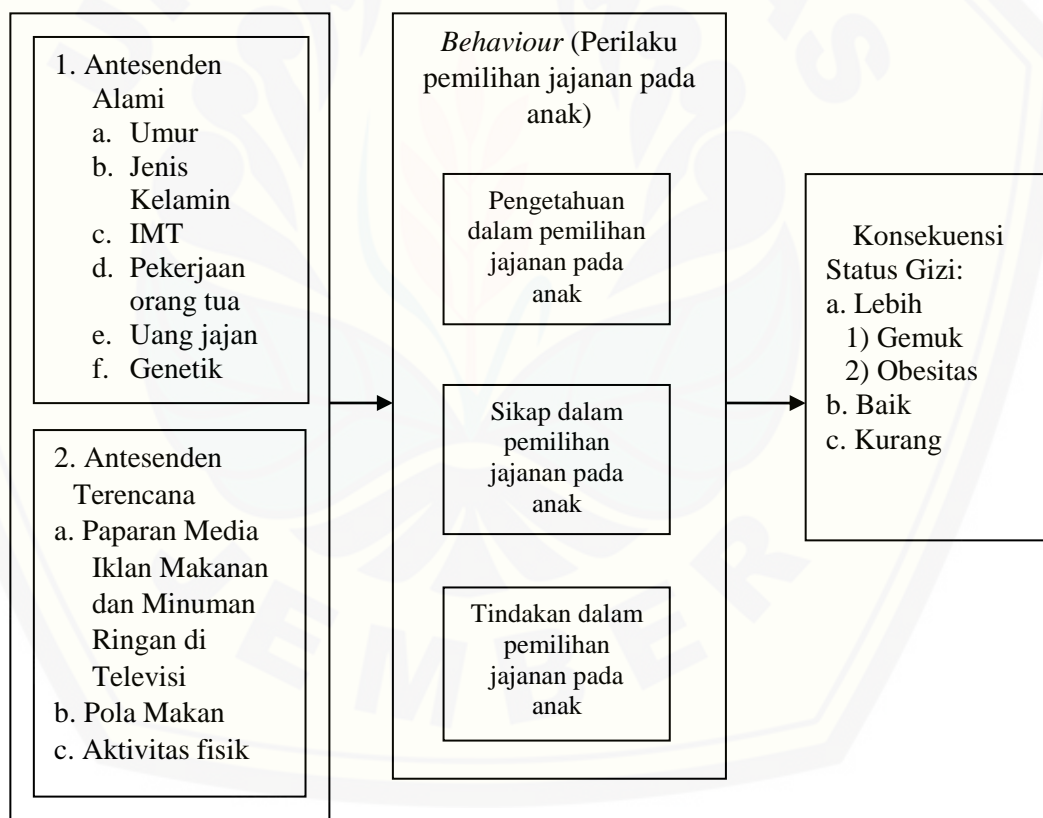 1. Antesenden
Alami
a. Umur
b. Jenis
Kelamin
c. IMT
d. Pekerjaan
orang tua
e. Uang jajan
f. Genetik
2. Antesenden
Terencana
a. Paparan Media
Iklan Makanan
dan Minuman
Ringan di
Televisi
b. Pola Makan
c. Aktivitas fisik
Behaviour (Perilaku
pemilihan jajanan pada
anak)
Pengetahuan
dalam pemilihan
jajanan pada
anak
Sikap dalam
pemilihan
jajanan pada
anak
Tindakan dalam
pemilihan
jajanan pada
anak
Konsekuensi
Status Gizi:
a. Lebih
1) Gemuk
2) Obesitas
b. Baik
c. Kurang
JEMBER